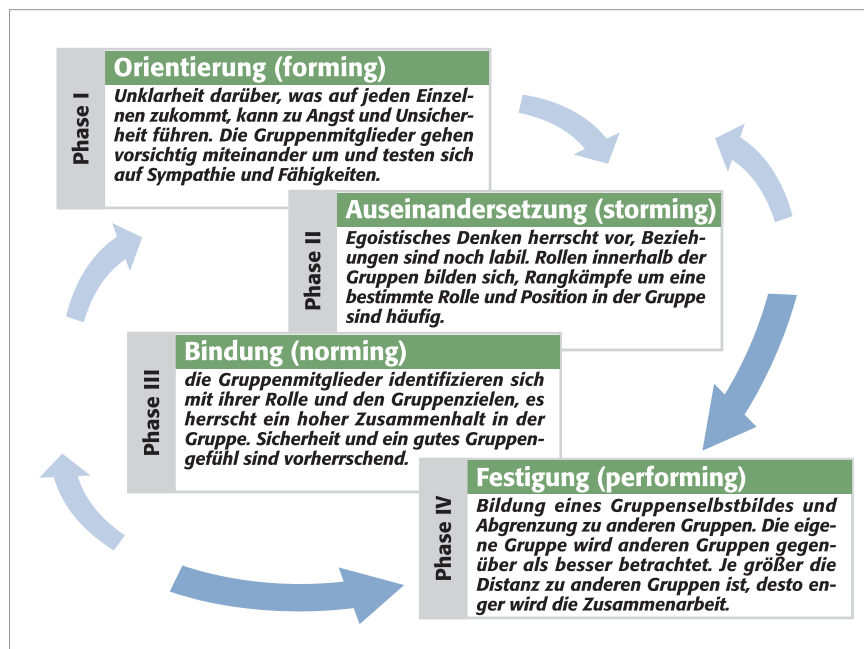 Phase I
Orientierung (forming)
Unklarheit darüber, was auf jeden Einzel-
nen zukommt, kann zu Angst und Unsicher-
heit führen. Die Gruppenmitglieder gehen
vorsichtig miteinander um und testen sich
auf Sympathie und Fähigkeiten.
Phase II
Auseinandersetzung (storming)
Egoistisches Denken herrscht vor, Bezieh-
ungen sind noch labil. Rollen innerhalb der
Gruppen bilden sich, Rangkämpfe um eine
bestimmte Rolle und Position in der Gruppe
sind häufig.
Phase III
Bindung (norming)
die Gruppenmitglieder identifizieren sich
mit ihrer Rolle und den Gruppenzielen, es
herrscht ein hoher Zusammenhalt in der
Gruppe. Sicherheit und ein gutes Gruppen-
gefühl sind vorherrschend.
Phase IV
Festigung (performing)
Bildung eines Gruppenselbstbildes und
Abgrenzung zu anderen Gruppen. Die eige-
ne Gruppe wird anderen Gruppen gegen-
über als besser betrachtet. Je größer die
Distanz zu anderen Gruppen ist, desto en-
ger wird die Zusammenarbeit.